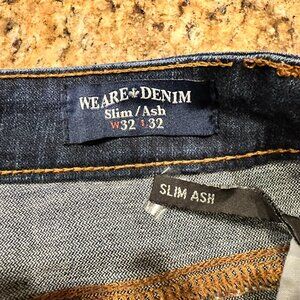 WE ARE DENIM
Slim / Ash
W32 L32
SLIM ASH